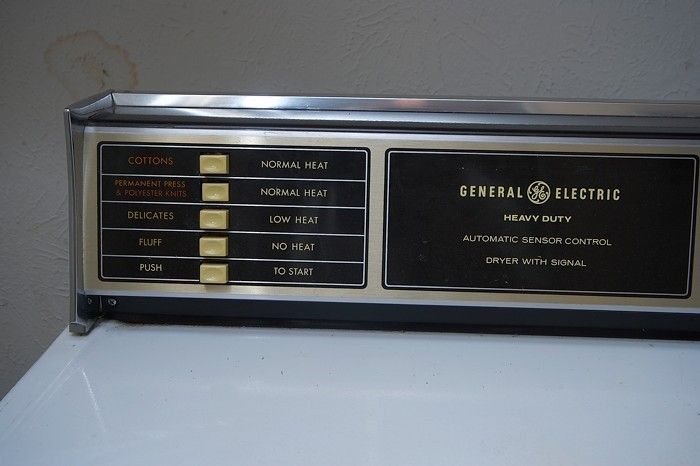 COTTONS NORMAL HEAT
PERMANENT PRESS
& POLYESTER KNITS NORMAL HEAT
DELICATES LOW HEAT
FLUFF NO HEAT
PUSH TO START
GENERAL GE ELECTRIC
HEAVY DUTY
AUTOMATIC SENSOR CONTROL
DRYER WITH SIGNAL